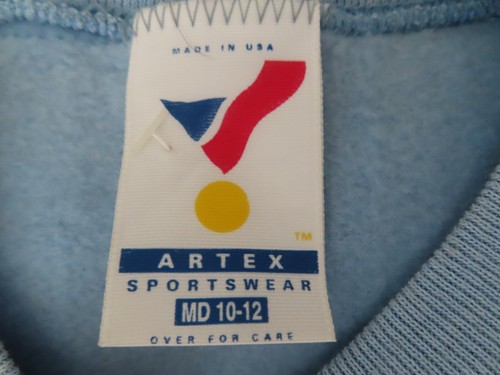 MADE IN USA
TM
ARTEX
SPORTSWEAR
MD 10-12
OVER FOR CARE